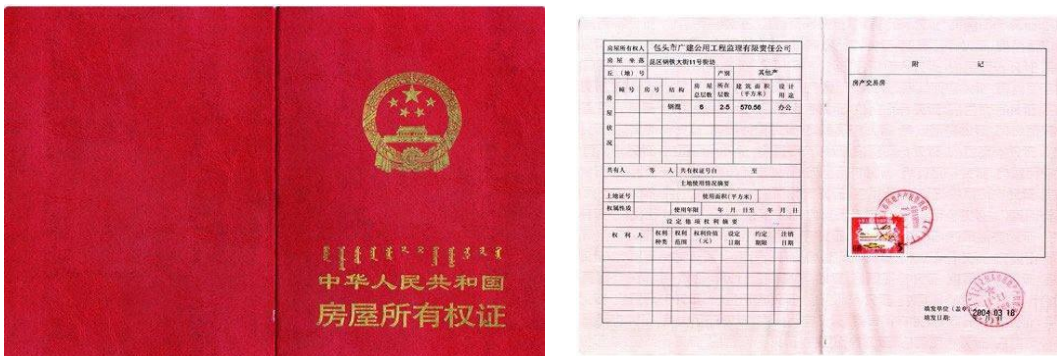 中华人民共和国
房屋所有权证
房屋所有权人 包头市广建公用工程监理有限责任公司
房屋坐落 昆区钢铁大街11号街坊
丘(地)号 产别 其他产
房屋状况
幢号 房号 结构 房屋总层数 所在层数 建筑面积(平方米) 设计用途
钢混 6 2-5 570.56 办公
共有人 等 人 共有权证号自 至
土地使用情况摘要
土地证号 使用面积(平方米)
权属性质 使用年限 年 月 日至 年 月 日
设定他项权利摘要
权利人 权利种类 权利范围 权利价值(元) 设定日期 约定期限 注销日期
附 记
房产交易房
填发单位(盖章)
填发日期: 2004 03 18